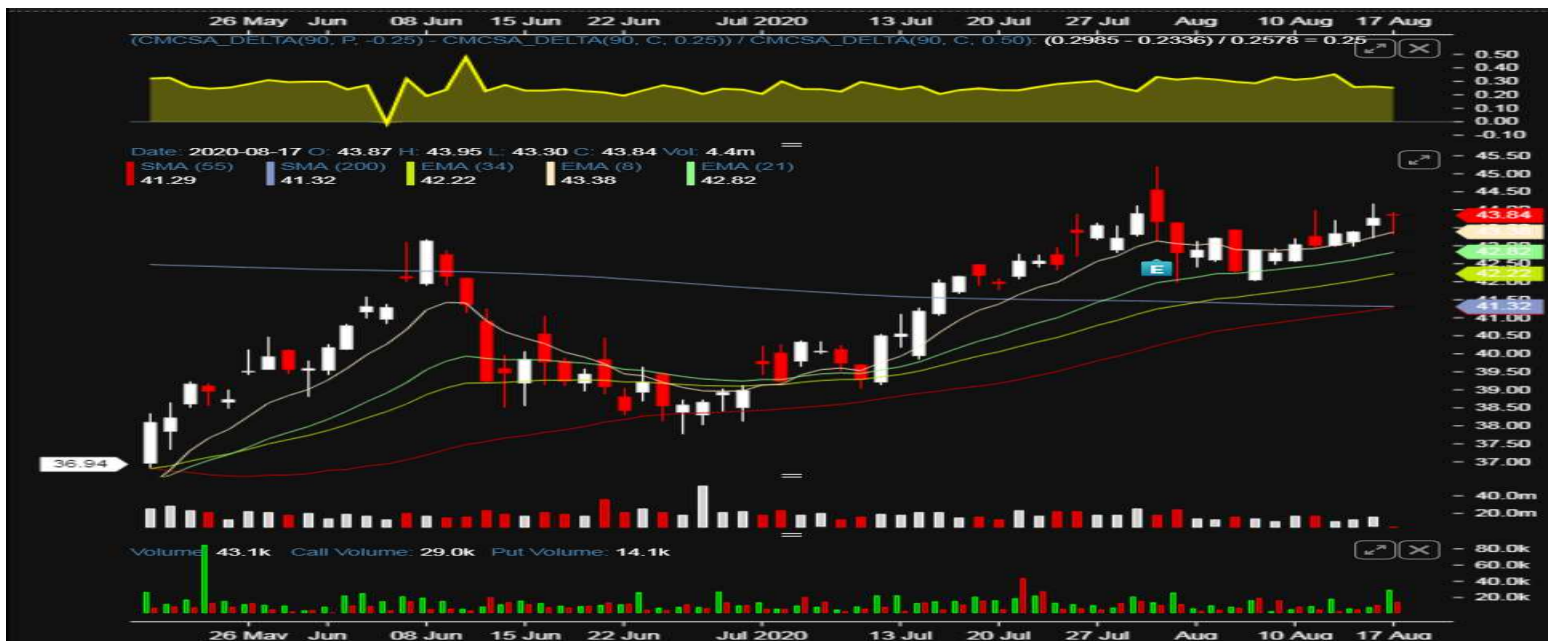 26 May Jun 08 Jun 15 Jun 22 Jun Jul 2020 13 Jul 20 Jul 27 Jul Aug 10 Aug 17 Aug
(CMCSA_DELTA(90, P, -0.25) - CMCSA_DELTA(90, C, 0.25)) / CMCSA_DELTA(90, C, 0.50): (0.2985 - 0.2336) / 0.2578 = 0.25
0.50
0.40
0.30
0.20
0.10
0.00
-0.10
Date: 2020-08-17 O: 43.87 H: 43.95 L: 43.30 C: 43.84 Vol: 4.4m
SMA (55) SMA (200) EMA (34) EMA (8) EMA (21)
41.29 41.32 42.22 43.38 42.82
45.50
45.00
44.50
43.84
43.38
42.82
42.50
42.22
42.00
41.32
41.00
40.50
40.00
39.50
39.00
38.50
38.00
37.50
36.94
37.00
E
40.0m
20.0m
Volume: 43.1k Call Volume: 29.0k Put Volume: 14.1k
80.0k
60.0k
40.0k
20.0k
26 May Jun 08 Jun 15 Jun 22 Jun Jul 2020 13 Jul 20 Jul 27 Jul Aug 10 Aug 17 Aug